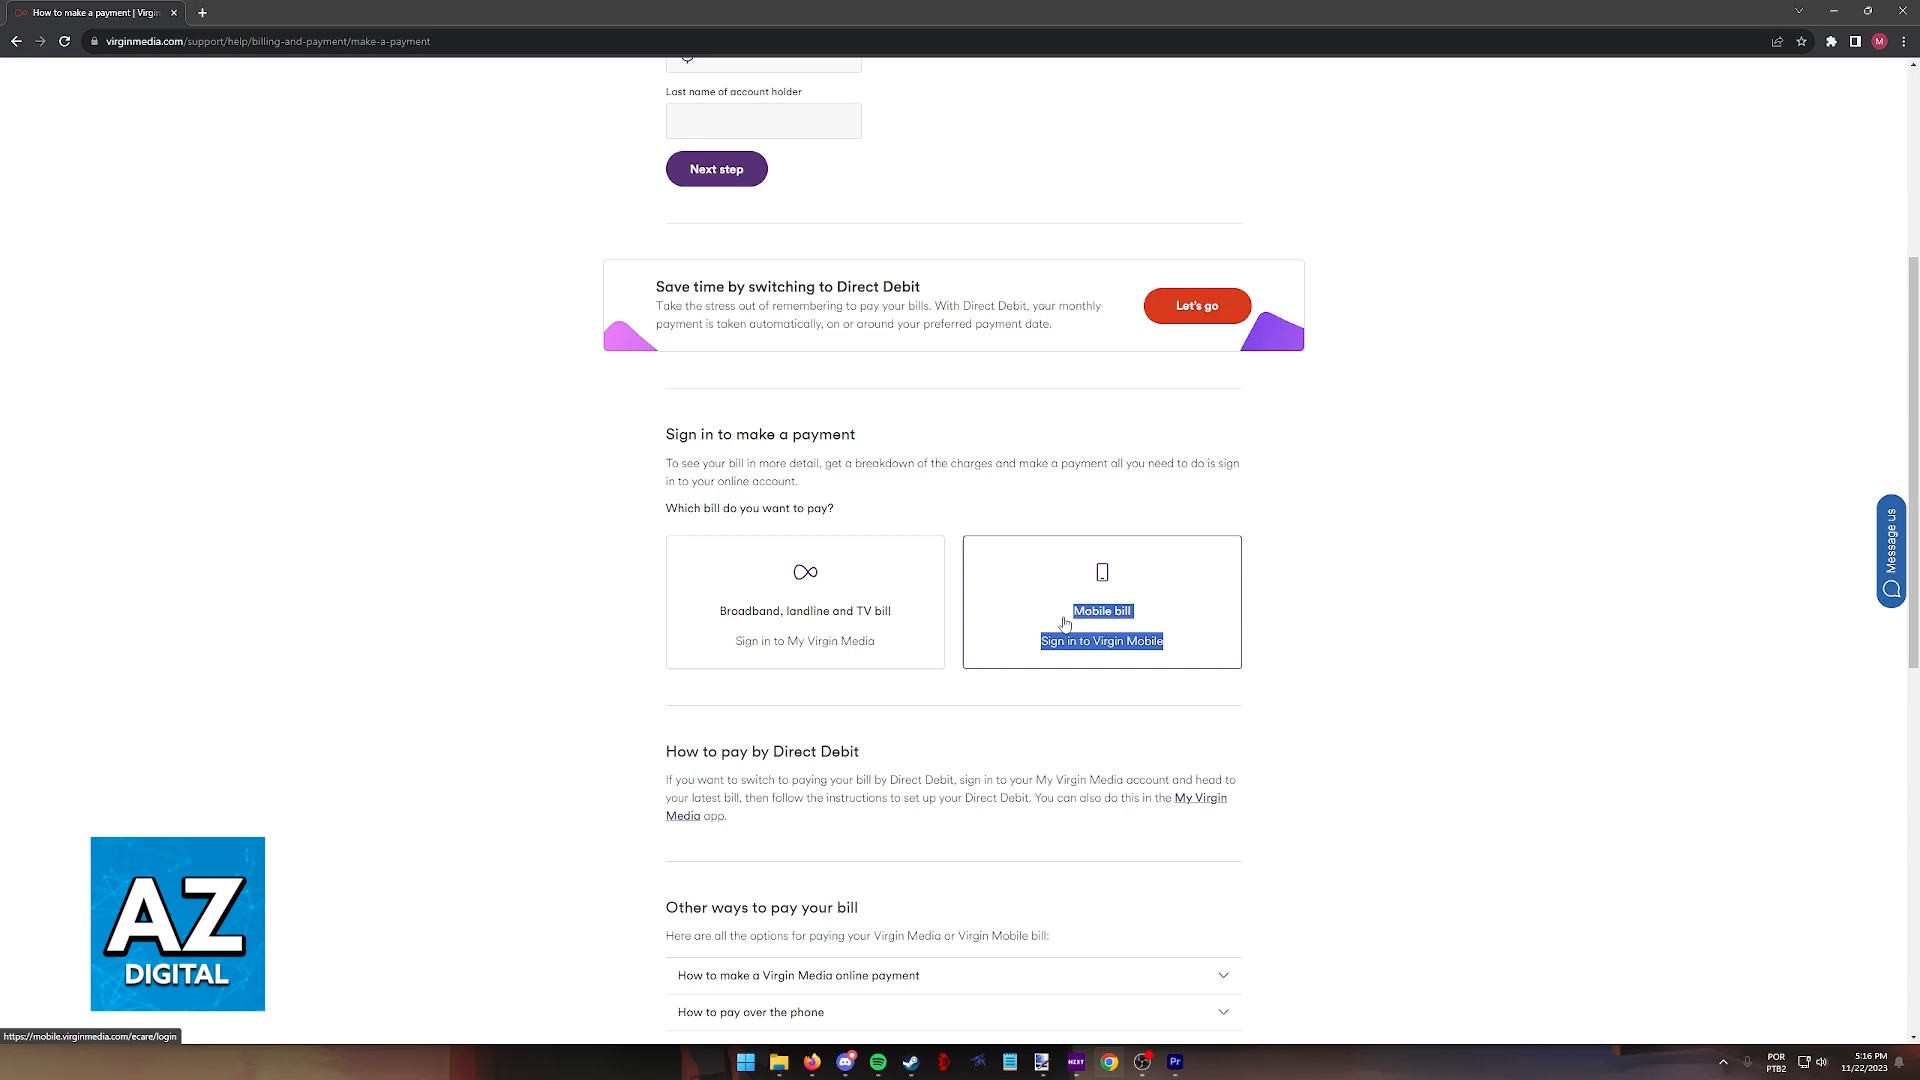 How to make a payment | Virgin
virginmedia.com/support/help/billing-and-payment/make-a-payment
M
Last name of account holder
Next step
Save time by switching to Direct Debit
Take the stress out of remembering to pay your bills. With Direct Debit, your monthly
payment is taken automatically, on or around your preferred payment date.
Let's go
Sign in to make a payment
To see your bill in more detail, get a breakdown of the charges and make a payment all you need to do is sign
in to your online account.
Which bill do you want to pay?
Broadband, landline and TV bill
Sign in to My Virgin Media
Mobile bill
Sign in to Virgin Mobile
Message us
How to pay by Direct Debit
If you want to switch to paying your bill by Direct Debit, sign in to your My Virgin Media account and head to
your latest bill, then follow the instructions to set up your Direct Debit. You can also do this in the My Virgin
Media app.
Other ways to pay your bill
Here are all the options for paying your Virgin Media or Virgin Mobile bill:
How to make a Virgin Media online payment
How to pay over the phone
AZ
DIGITAL
https://mobile.virginmedia.com/ecare/login
NZXT
Pr
POR
PTB2
5:16 PM
11/22/2023